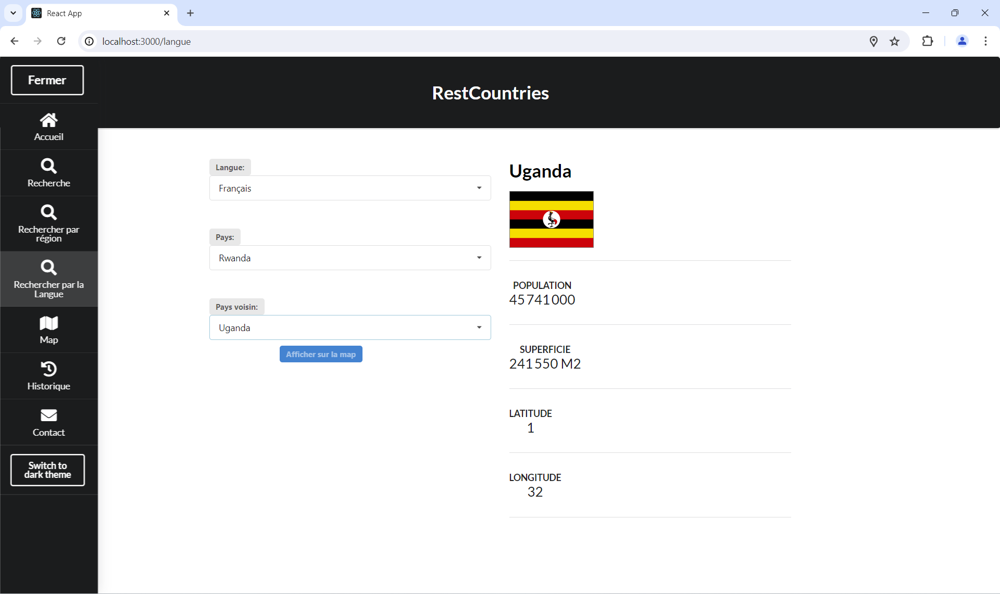 React App
localhost:3000/langue
Fermer
RestCountries
Accueil
Recherche
Rechercher par
région
Rechercher par la
Langue
Map
Historique
Contact
Switch to
dark theme
Langue:
Français
Pays:
Rwanda
Pays voisin:
Uganda
Afficher sur la map
Uganda
POPULATION
45 741 000
SUPERFICIE
241 550 M2
LATITUDE
1
LONGITUDE
32